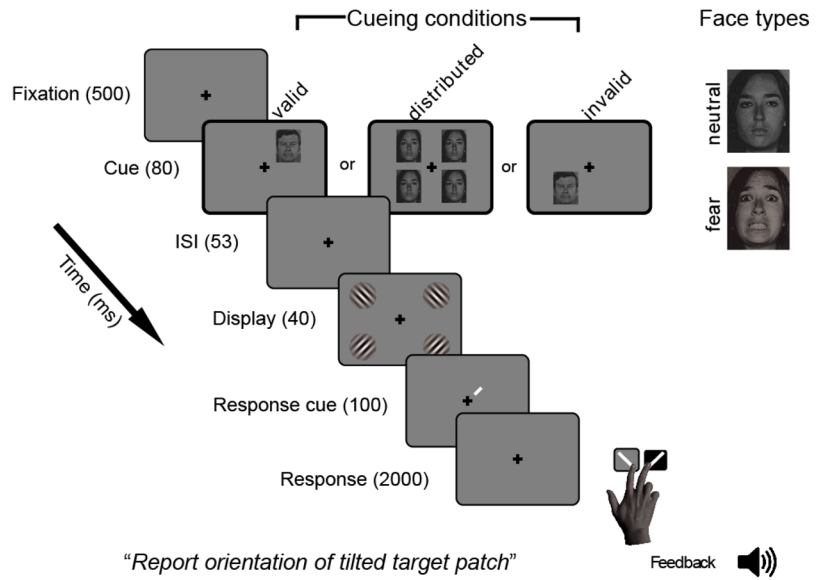 Cueing conditions
Face types
Fixation (500)
valid
distributed
invalid
neutral
Cue (80)
or
or
fear
ISI (53)
Time (ms)
Display (40)
Response cue (100)
Response (2000)
“Report orientation of tilted target patch”
Feedback